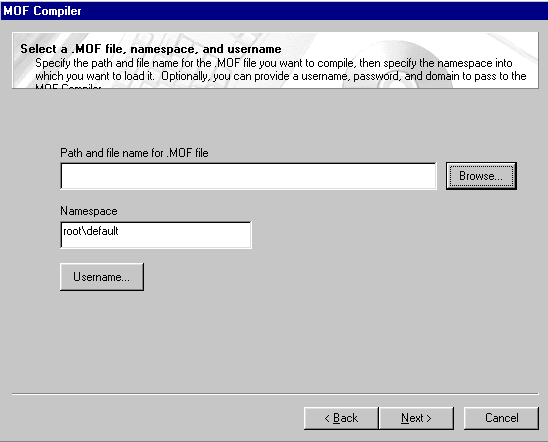 MOF Compiler
Select a .MOF file, namespace, and username
Specify the path and file name for the .MOF file you want to compile, then specify the namespace into
which you want to load it. Optionally, you can provide a username, password, and domain to pass to the
MOF Compiler.
Path and file name for .MOF file
Browse...
Namespace
root\default
Username...
< Back
Next >
Cancel